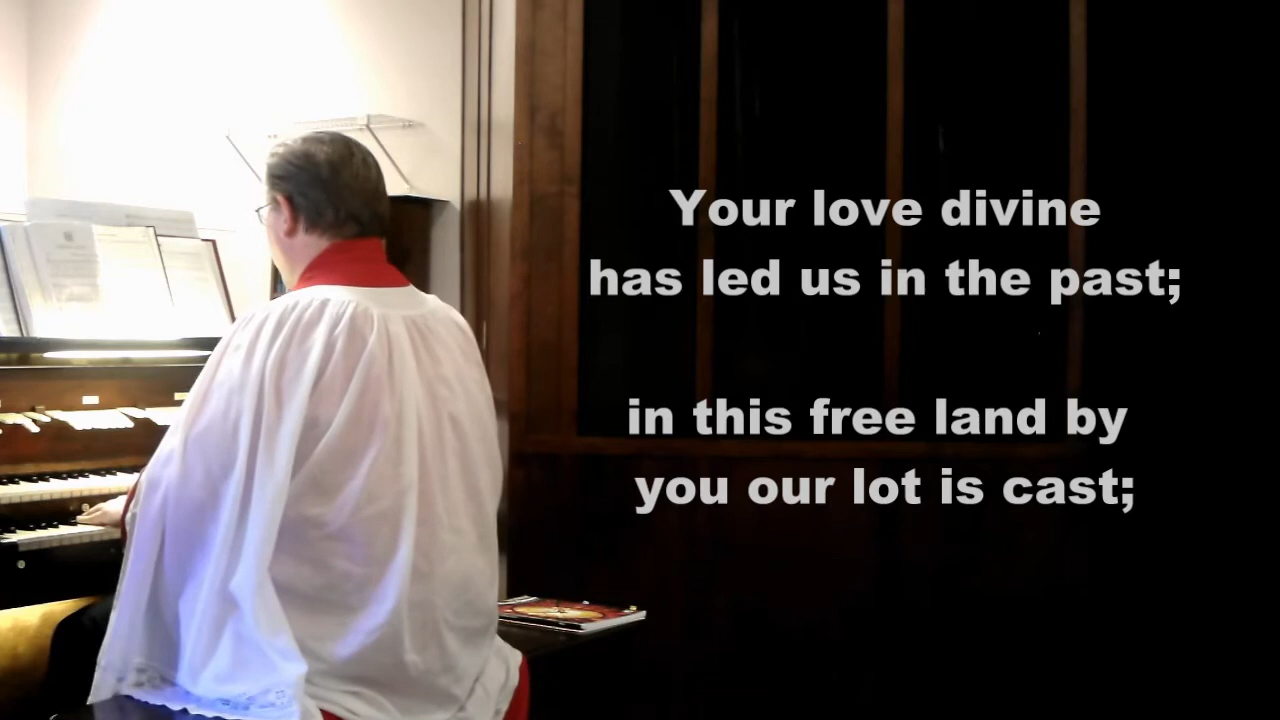 Your love divine
has led us in the past;
in this free land by
you our lot is cast;